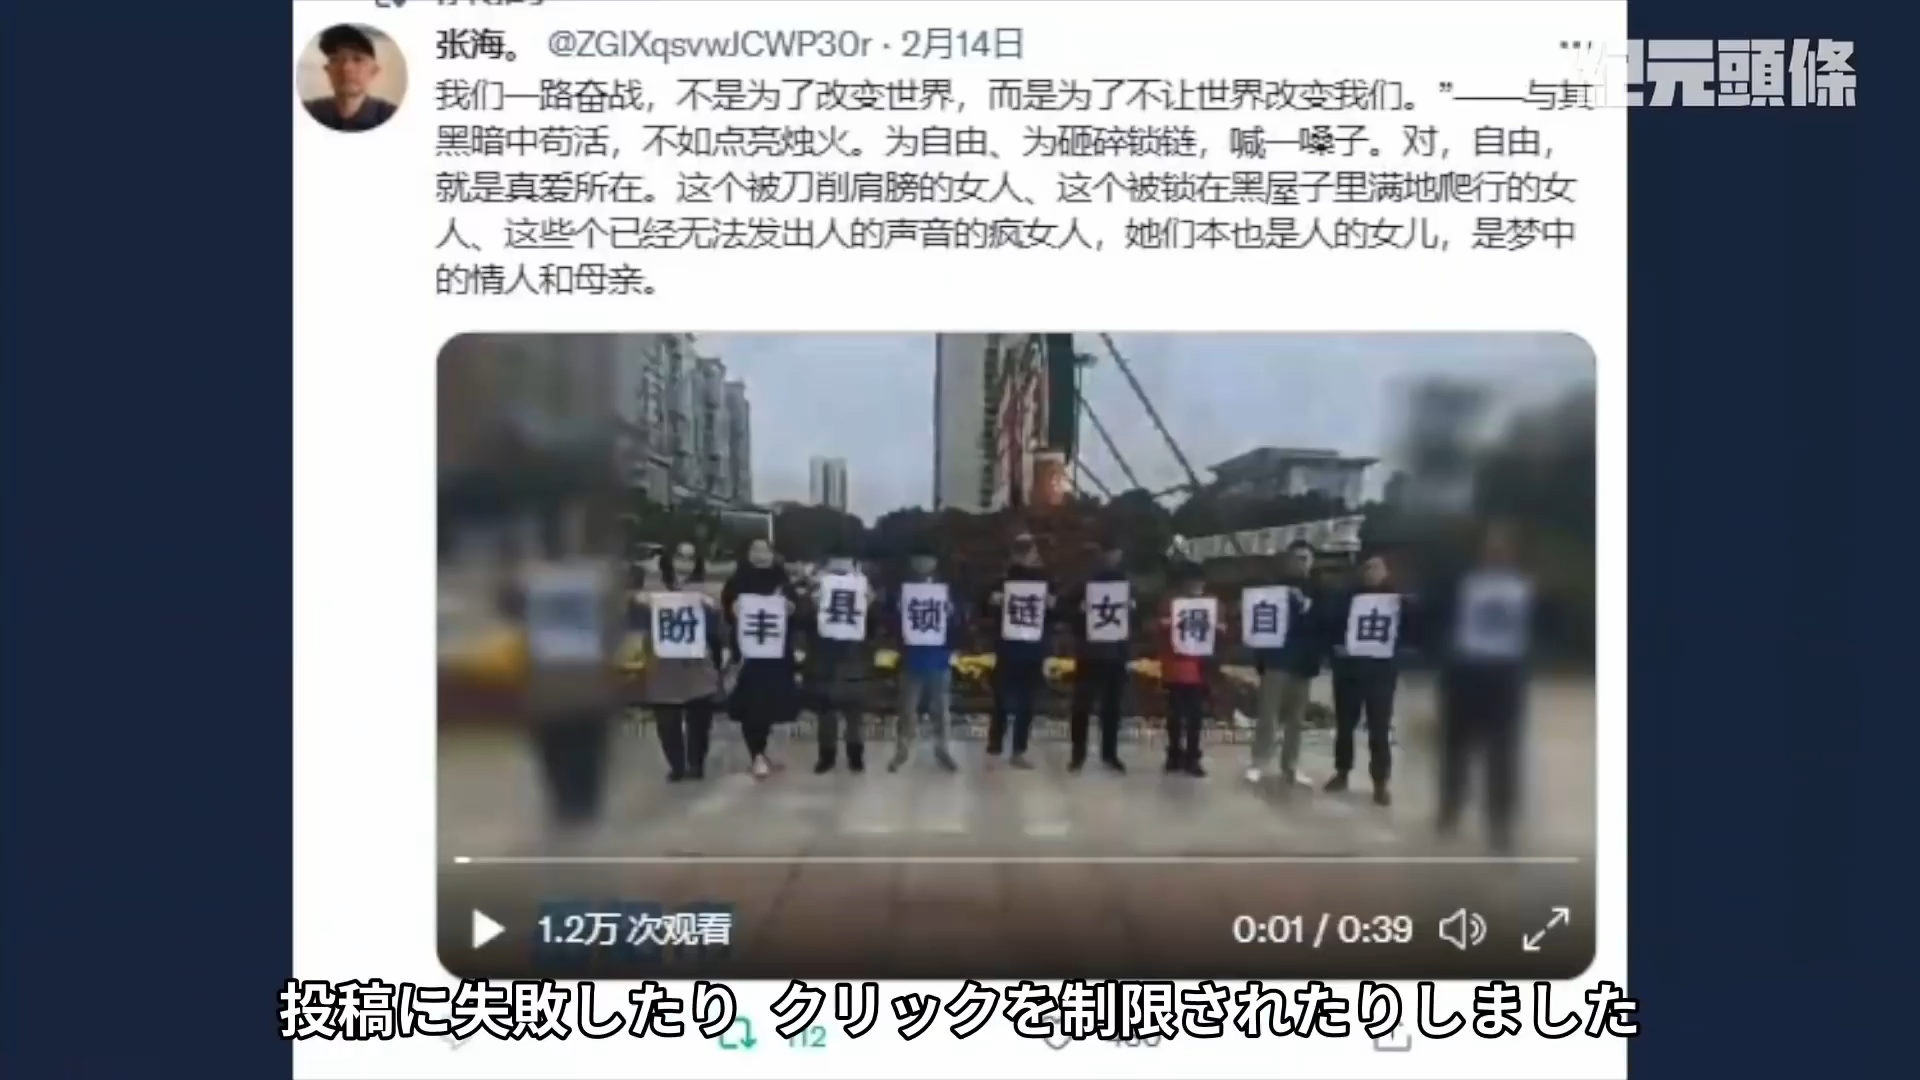 张海。 @ZGlXqsvwJCWP3Or · 2月14日
纪元頭條
我们一路奋战，不是为了改变世界，而是为了不让世界改变我们。”——与其
黑暗中苟活，不如点亮烛火。为自由、为砸碎锁链，喊一嗓子。对，自由，
就是真爱所在。这个被刀削肩膀的女人、这个被锁在黑屋子里满地爬行的女
人、这些个已经无法发出人的声音的疯女人，她们本也是人的女儿，是梦中
的情人和母亲。
盼丰县锁链女得自由
1.2万 次观看
0:01 / 0:39
投稿に失敗したり クリックを制限されたりしました
112